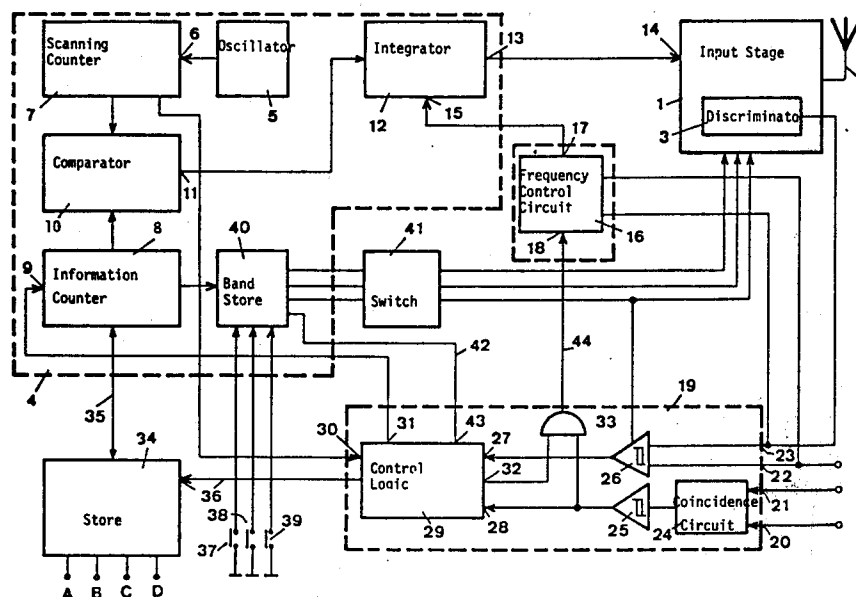 6
13
14
Scanning
Counter
Oscillator
Integrator
Input Stage
7
5
12
15
1
3
Discriminato
17
Comparator
10
11
8
40
41
Frequency
Control
Circuit
18
16
9
Information
Counter
Band
Store
Switch
42
44
4
35
31
43
33
19
34
30
27
23
36
Control
Logic
32
26
22
38
39
Coincidence
21
Store
37
29
28
25
24
Circuit
20
A B C D